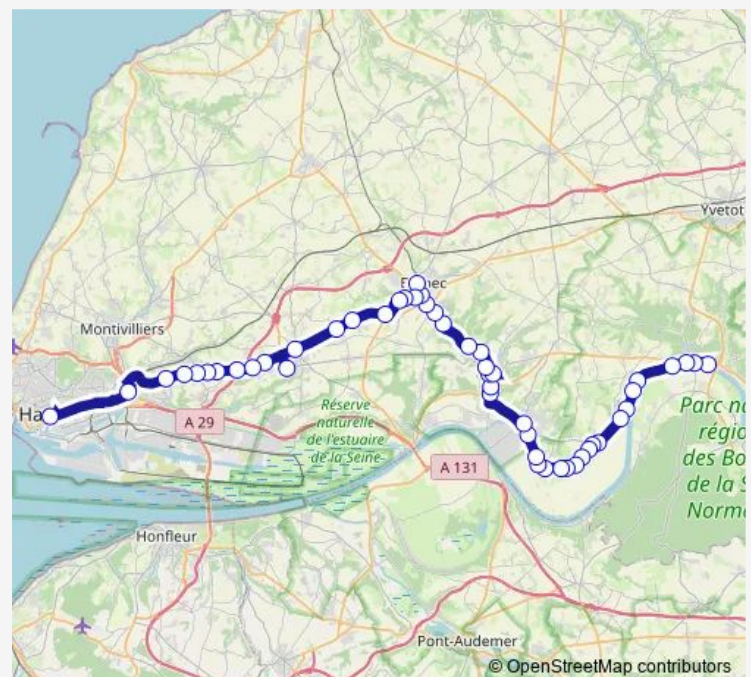 Yvetot
Montivilliers
Ha
A 29
Réserve
naturelle
de l'estuaire
de la Seine
A 131
Parc na
régio
des Bo
de la S
Norm
Honfleur
Pont-Audemer
© OpenStreetMap contributors